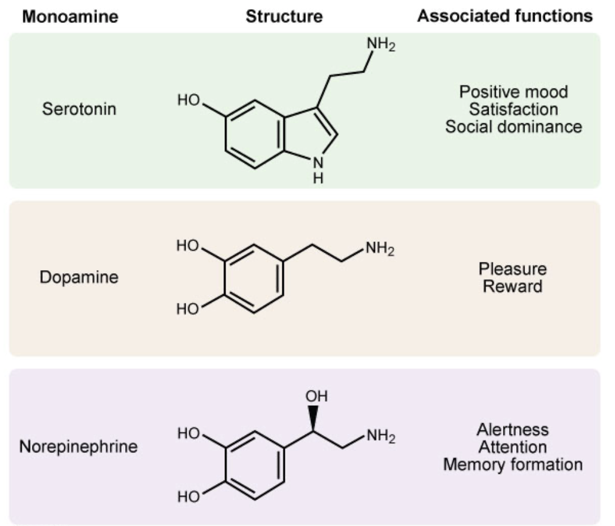 Monoamine Structure Associated functions
NH2
HO
Serotonin
Positive mood
Satisfaction
Social dominance
N
H
HO
NH2
Dopamine
HO
Pleasure
Reward
OH
HO
NH2
Norepinephrine
HO
Alertness
Attention
Memory formation